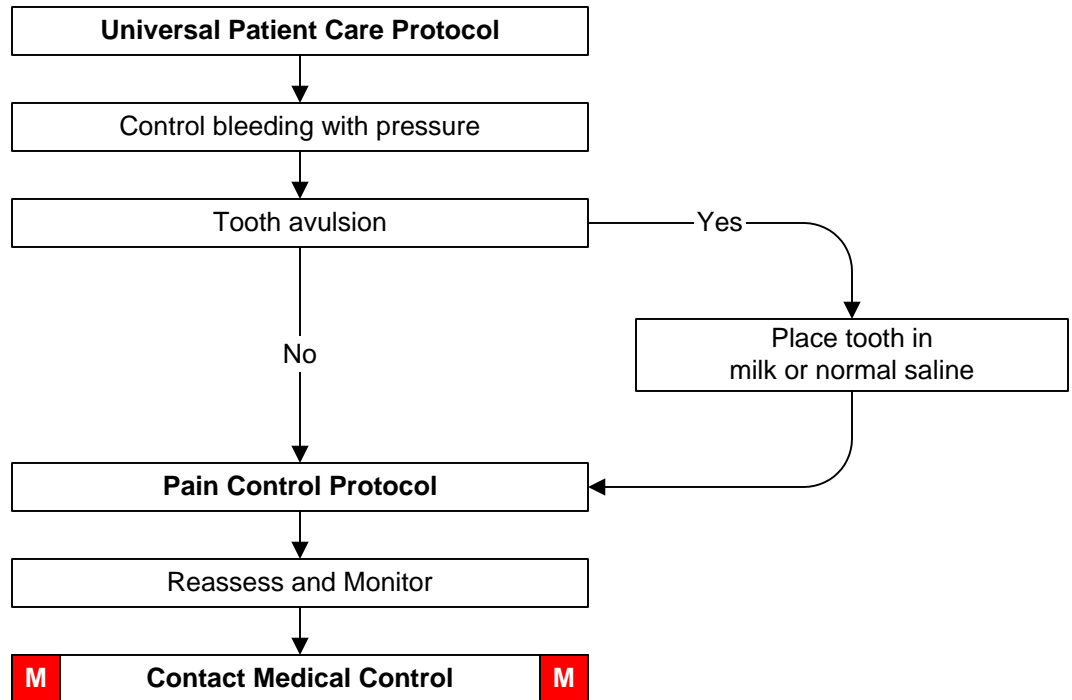 Universal Patient Care Protocol
Control bleeding with pressure
Tooth avulsion
Yes
Place tooth in
milk or normal saline
No
Pain Control Protocol
Reassess and Monitor
M Contact Medical Control M